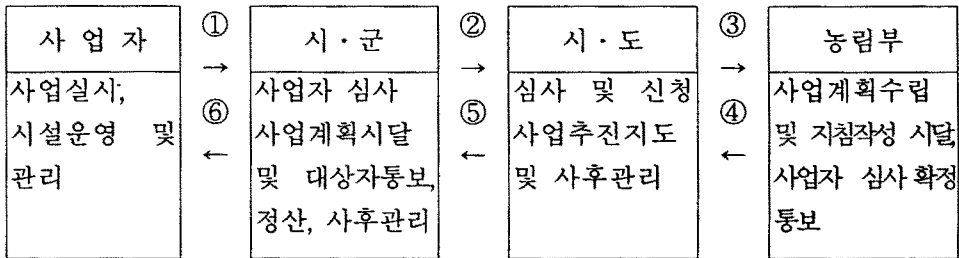 사 업 자
사업실시,
시설운영 및
관리
①
→
⑥
←
시 · 군
사업자 심사
사업계획시달
및 대상자통보,
정산, 사후관리
②
→
⑤
←
시 · 도
심사 및 신청
사업추진지도
및 사후관리
③
→
④
←
농림부
사업계획수립
및 지침작성 시달,
사업자 심사 확정
통보